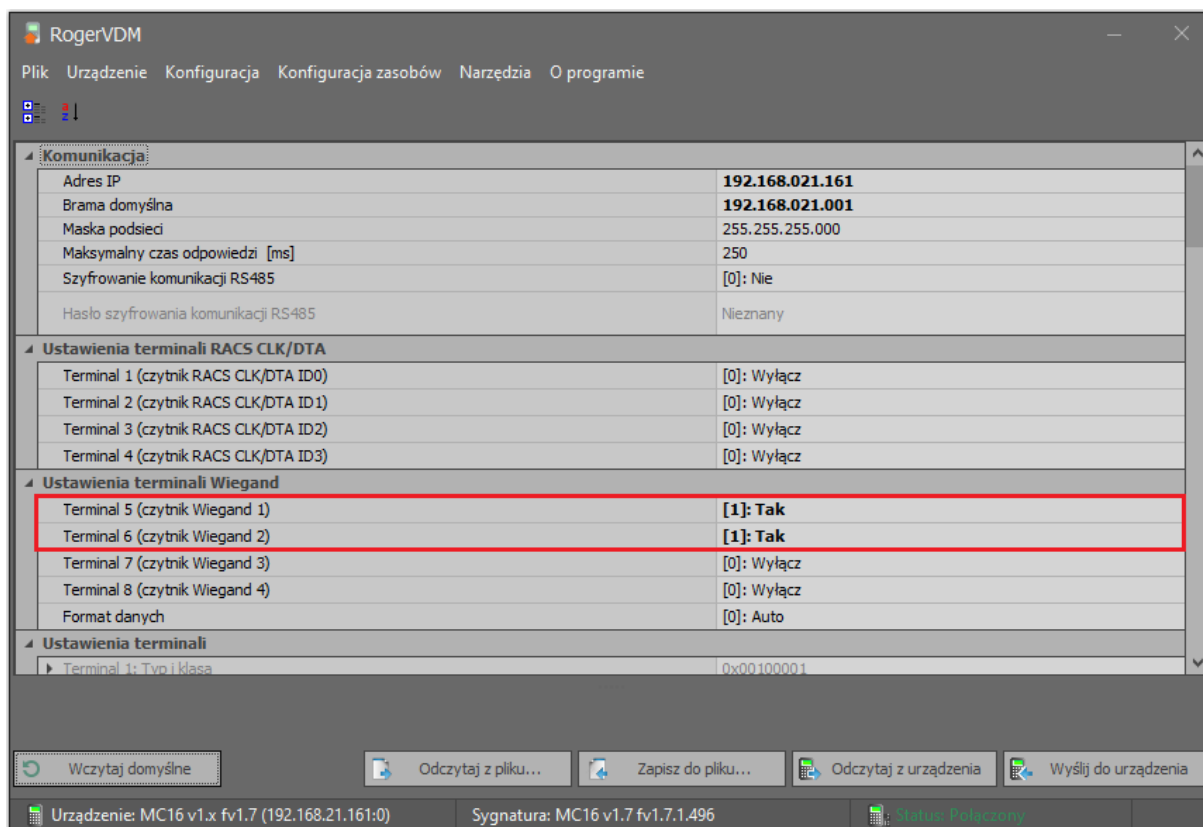 RogerVDM
Plik Urządzenie Konfiguracja Konfiguracja zasobów Narzędzia O programie
Komunikacja
Adres IP 192.168.021.161
Brama domyślna 192.168.021.001
Maska podsieci 255.255.255.000
Maksymalny czas odpowiedzi [ms] 250
Szyfrowanie komunikacji RS485 [0]: Nie
Hasło szyfrowania komunikacji RS485 Nieznany
Ustawienia terminali RACS CLK/DTA
Terminal 1 (czytnik RACS CLK/DTA ID0) [0]: Wyłącz
Terminal 2 (czytnik RACS CLK/DTA ID1) [0]: Wyłącz
Terminal 3 (czytnik RACS CLK/DTA ID2) [0]: Wyłącz
Terminal 4 (czytnik RACS CLK/DTA ID3) [0]: Wyłącz
Ustawienia terminali Wiegand
Terminal 5 (czytnik Wiegand 1) [1]: Tak
Terminal 6 (czytnik Wiegand 2) [1]: Tak
Terminal 7 (czytnik Wiegand 3) [0]: Wyłącz
Terminal 8 (czytnik Wiegand 4) [0]: Wyłącz
Format danych [0]: Auto
Ustawienia terminali
Terminal 1: Typ i klasa 0x00100001
Wczytaj domyślne Odczytaj z pliku... Zapisz do pliku... Odczytaj z urządzenia Wyślij do urządzenia
Urządzenie: MC16 v1.x fv1.7 (192.168.21.161:0) Sygnatura: MC16 v1.7 fv1.7.1.496 Status: Połączony